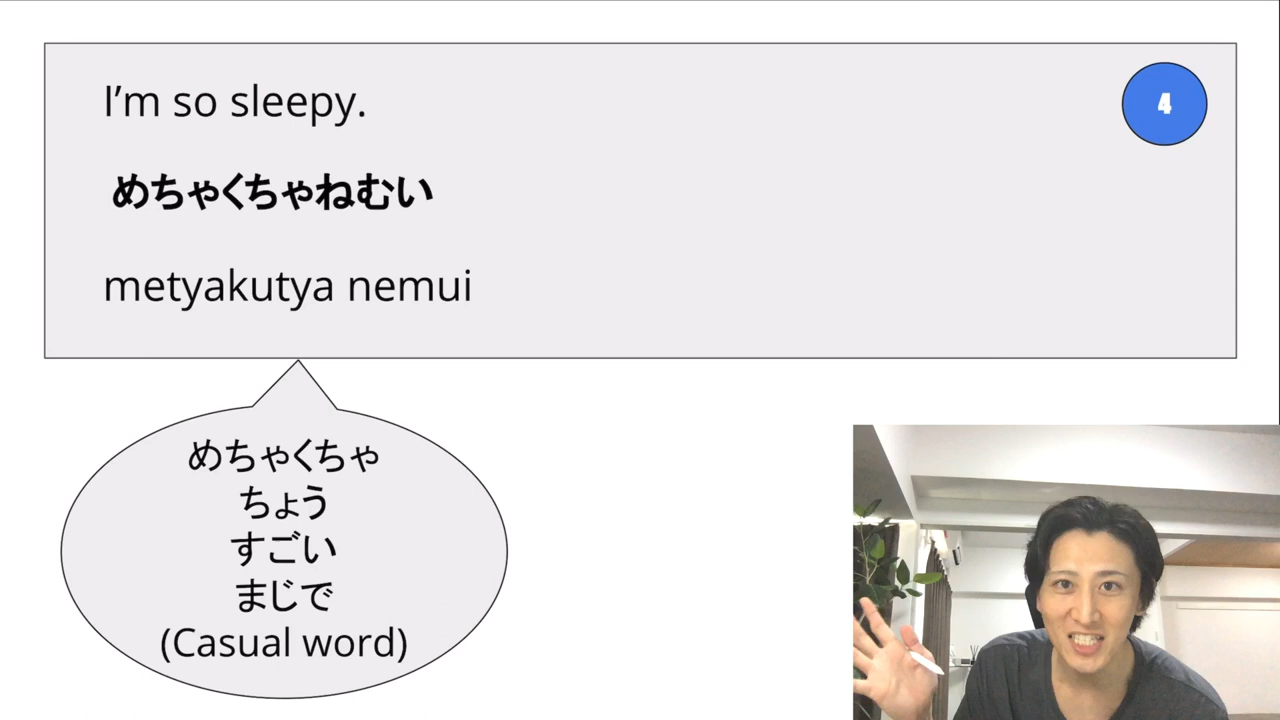 I’m so sleepy.
4
めちゃくちゃねむい
metyakutya nemui
めちゃくちゃ
ちょう
すごい
まじで
(Casual word)